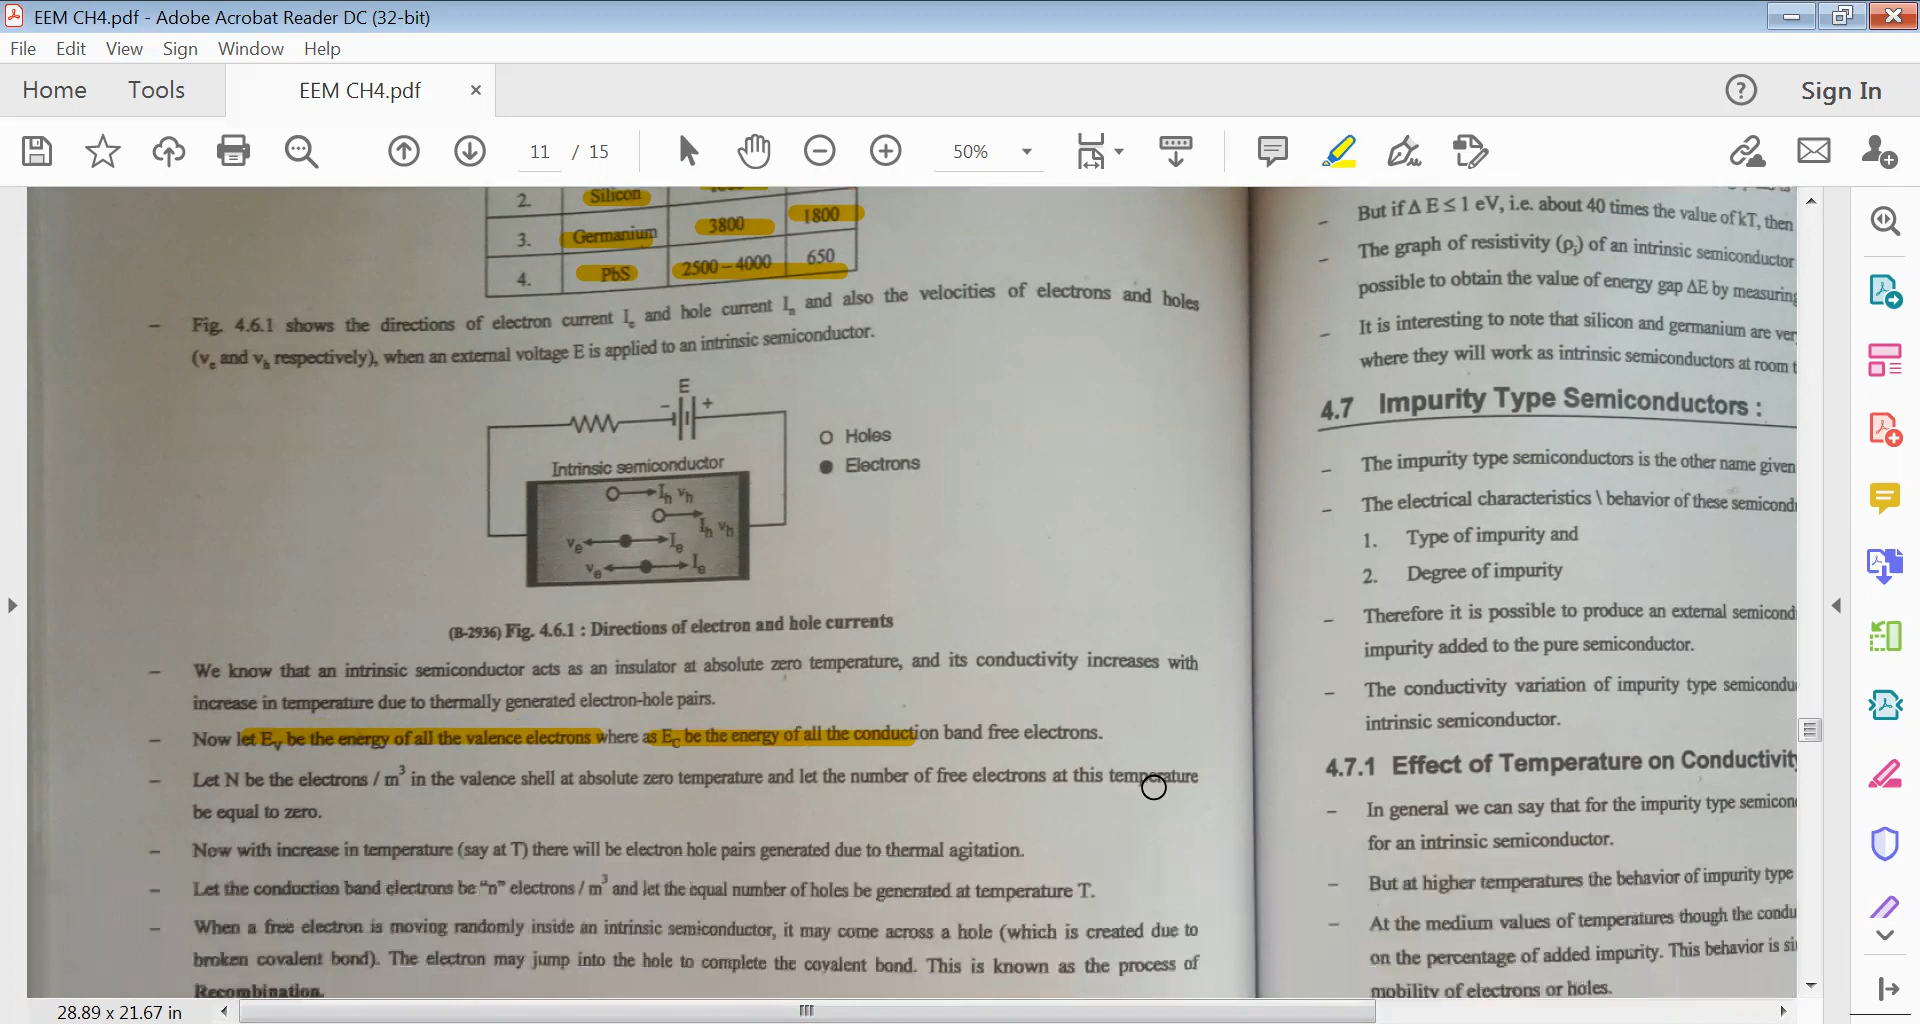 EEM CH4.pdf - Adobe Acrobat Reader DC (32-bit)
File Edit View Sign Window Help
Home Tools EEM CH4.pdf × Sign In
11 / 15 50%
2. Silicon
3. Germanium 3800 1800
4. PbS 2500 – 4000 650
– Fig. 4.6.1 shows the directions of electron current Ie and hole current In and also the velocities of electrons and holes
(ve and vh respectively), when an external voltage E is applied to an intrinsic semiconductor.
E
– +
Holes
Electrons
Intrinsic semiconductor
Ih vh
Ih vh
ve Ie
ve Ie
(B-2936) Fig. 4.6.1 : Directions of electron and hole currents
– We know that an intrinsic semiconductor acts as an insulator at absolute zero temperature, and its conductivity increases with
increase in temperature due to thermally generated electron-hole pairs.
– Now let EV be the energy of all the valence electrons where as EC be the energy of all the conduction band free electrons.
– Let N be the electrons / m³ in the valence shell at absolute zero temperature and let the number of free electrons at this temperature
be equal to zero.
– Now with increase in temperature (say at T) there will be electron hole pairs generated due to thermal agitation.
– Let the conduction band electrons be "n" electrons / m³ and let the equal number of holes be generated at temperature T.
– When a free electron is moving randomly inside an intrinsic semiconductor, it may come across a hole (which is created due to
broken covalent bond). The electron may jump into the hole to complete the covalent bond. This is known as the process of
Recombination.
– But if Δ E ≤ 1 eV, i.e. about 40 times the value of kT, then
– The graph of resistivity (ρi) of an intrinsic semiconductor
possible to obtain the value of energy gap ΔE by measuring
– It is interesting to note that silicon and germanium are ver
where they will work as intrinsic semiconductors at room t
4.7 Impurity Type Semiconductors :
– The impurity type semiconductors is the other name given
– The electrical characteristics \ behavior of these semicond
1. Type of impurity and
2. Degree of impurity
– Therefore it is possible to produce an external semicond
impurity added to the pure semiconductor.
– The conductivity variation of impurity type semicondu
intrinsic semiconductor.
4.7.1 Effect of Temperature on Conductivit
– In general we can say that for the impurity type semicon
for an intrinsic semiconductor.
– But at higher temperatures the behavior of impurity type
– At the medium values of temperatures though the condu
on the percentage of added impurity. This behavior is si
mobility of electrons or holes.
28.89 x 21.67 in